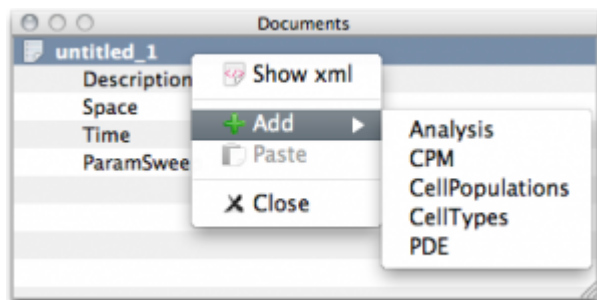 Documents
untitled_1
Description
Space
Time
ParamSwee
Show xml
Add
Paste
Close
Analysis
CPM
CellPopulations
CellTypes
PDE